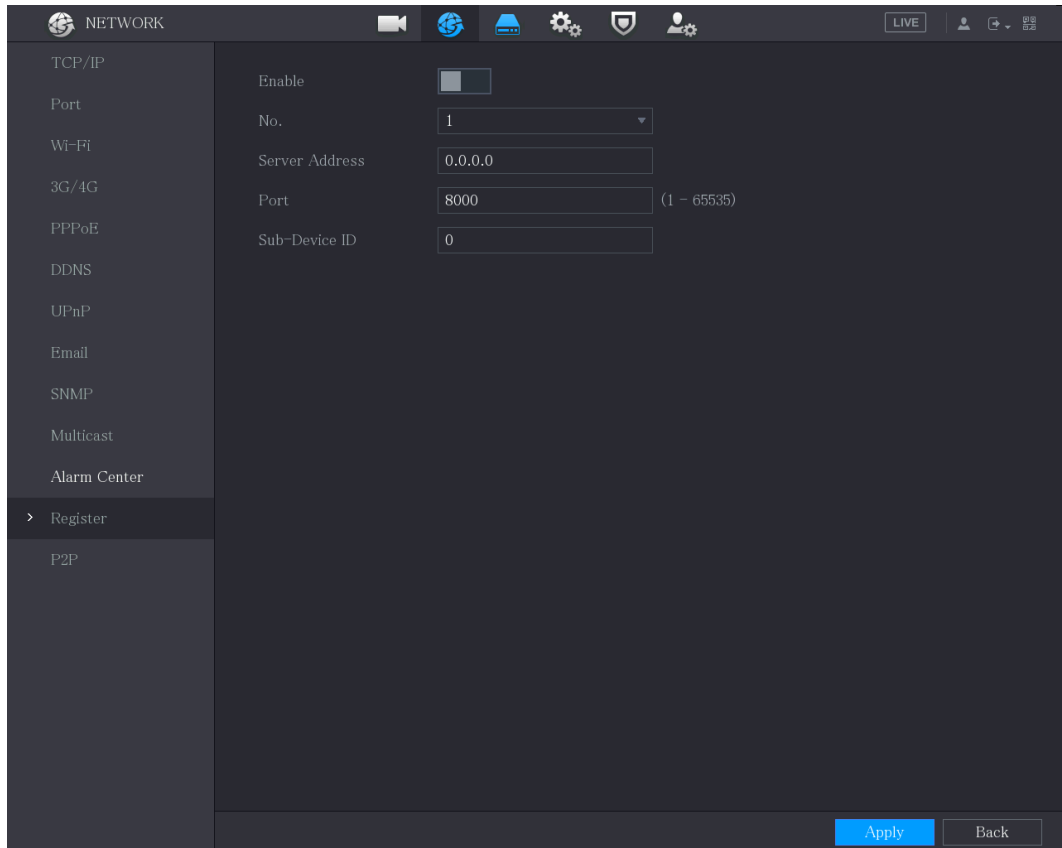 NETWORK
LIVE
TCP/IP
Port
Wi-Fi
3G/4G
PPPoE
DDNS
UPnP
Email
SNMP
Multicast
Alarm Center
Register
P2P
Enable
No. 1
Server Address 0.0.0.0
Port 8000 (1 - 65535)
Sub-Device ID 0
Apply Back